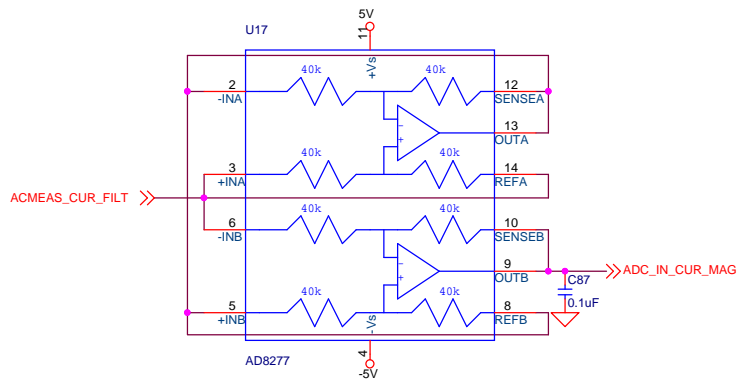 5V
U17
11
+Vs
40k
40k
2
-INA
12
SENSEA
-
+
13
OUTA
40k
40k
3
+INA
14
REFA
ACMEAS_CUR_FILT
40k
40k
6
-INB
10
SENSEB
-
+
9
OUTB
ADC_IN_CUR_MAG
C87
0.1uF
40k
40k
5
+INB
8
REFB
-Vs
4
AD8277
-5V